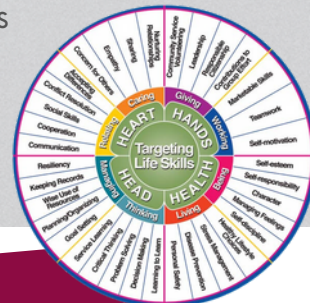 s
Targeting
Life Skills
HEART
HANDS
HEALTH
HEAD
Caring
Giving
Working
Being
Living
Thinking
Managing
Relating
Nurturing
Relationships
Sharing
Empathy
Concern for Others
Accepting
Differences
Conflict Resolution
Social Skills
Cooperation
Communication
Community Service
Volunteering
Leadership
Responsible
Citizenship
Contributions to
Group Effort
Marketable Skills
Teamwork
Self-motivation
Self-esteem
Self-responsibility
Character
Managing Feelings
Self-discipline
Healthy Lifestyle
Choices
Stress Management
Disease Prevention
Personal Safety
Learning to Learn
Decision Making
Problem Solving
Critical Thinking
Service Learning
Goal Setting
Planning/Organizing
Wise Use of
Resources
Keeping Records
Resiliency